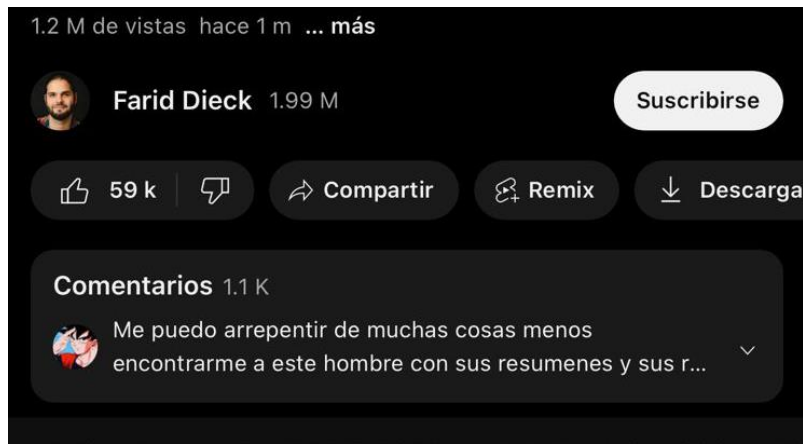 1.2 M de vistas hace 1 m ... más
Farid Dieck 1.99 M
Suscribirse
59 k
Compartir
Remix
Descarga
Comentarios 1.1 K
Me puedo arrepentir de muchas cosas menos
encontrarme a este hombre con sus resumenes y sus r...